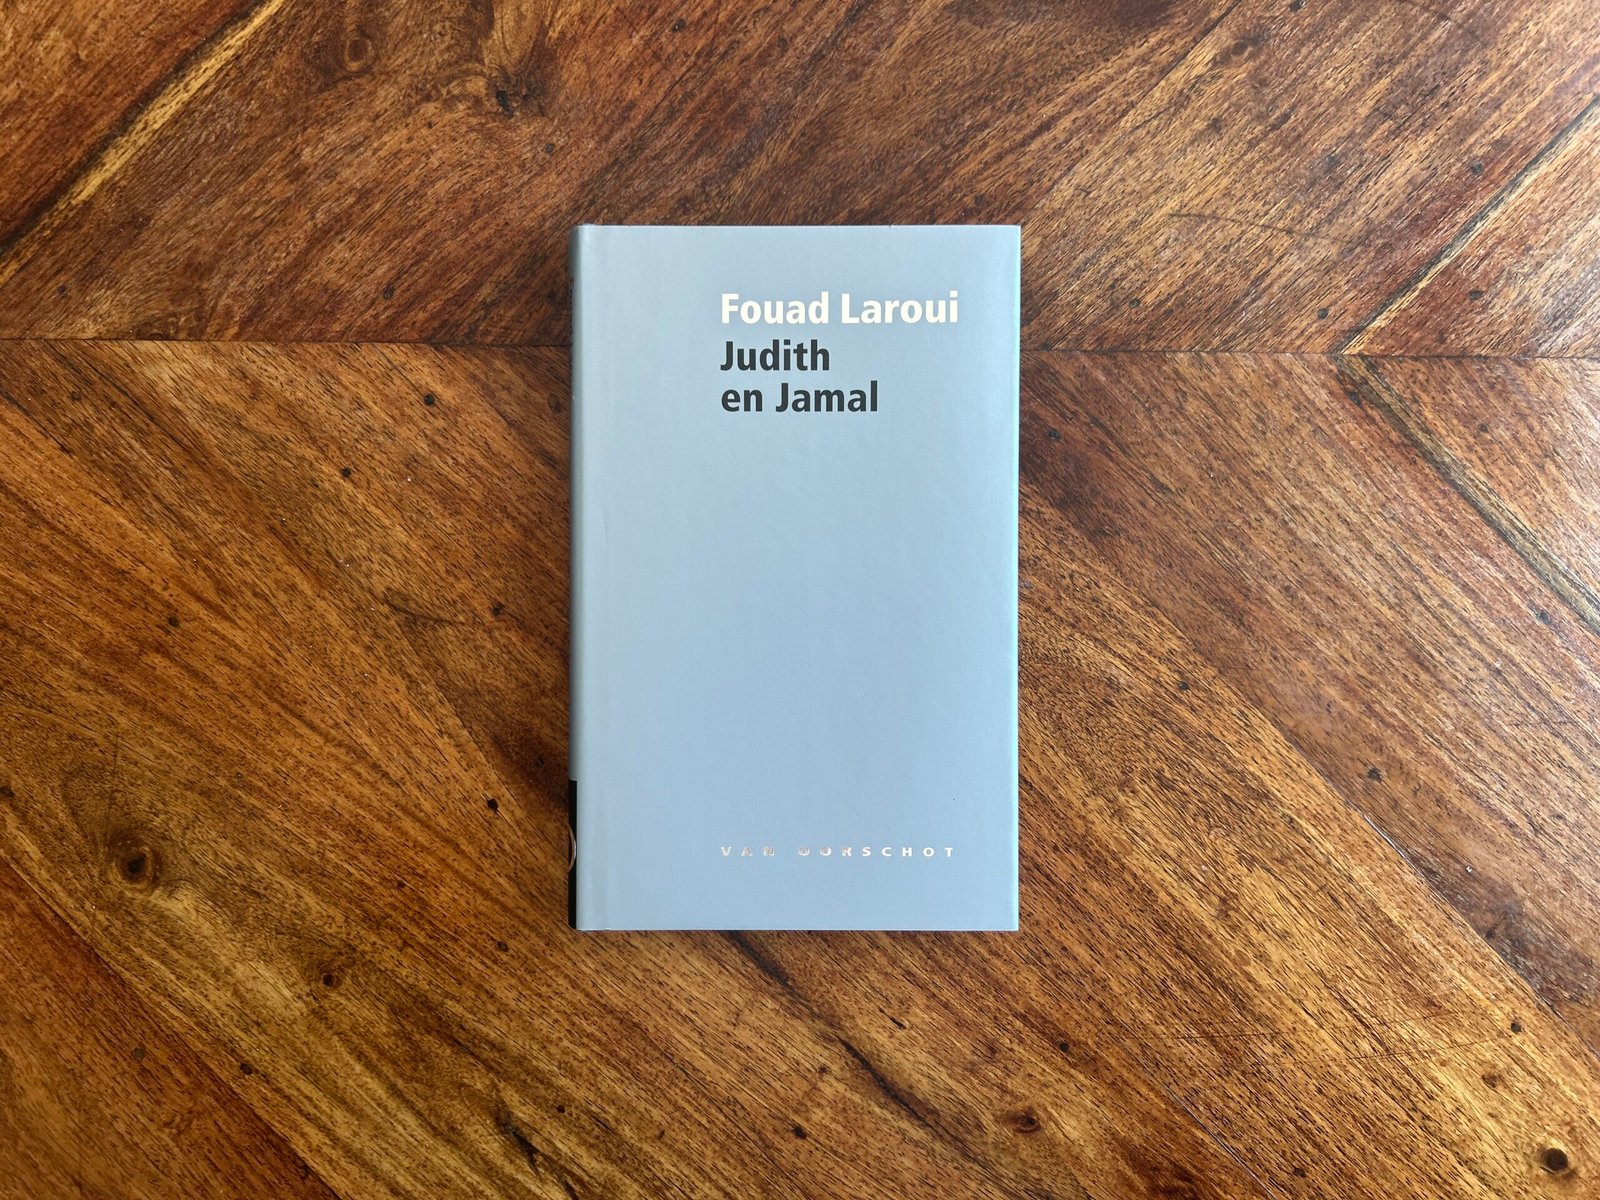 Fouad Laroui
Judith
en Jamal
VAN OORSCHOT